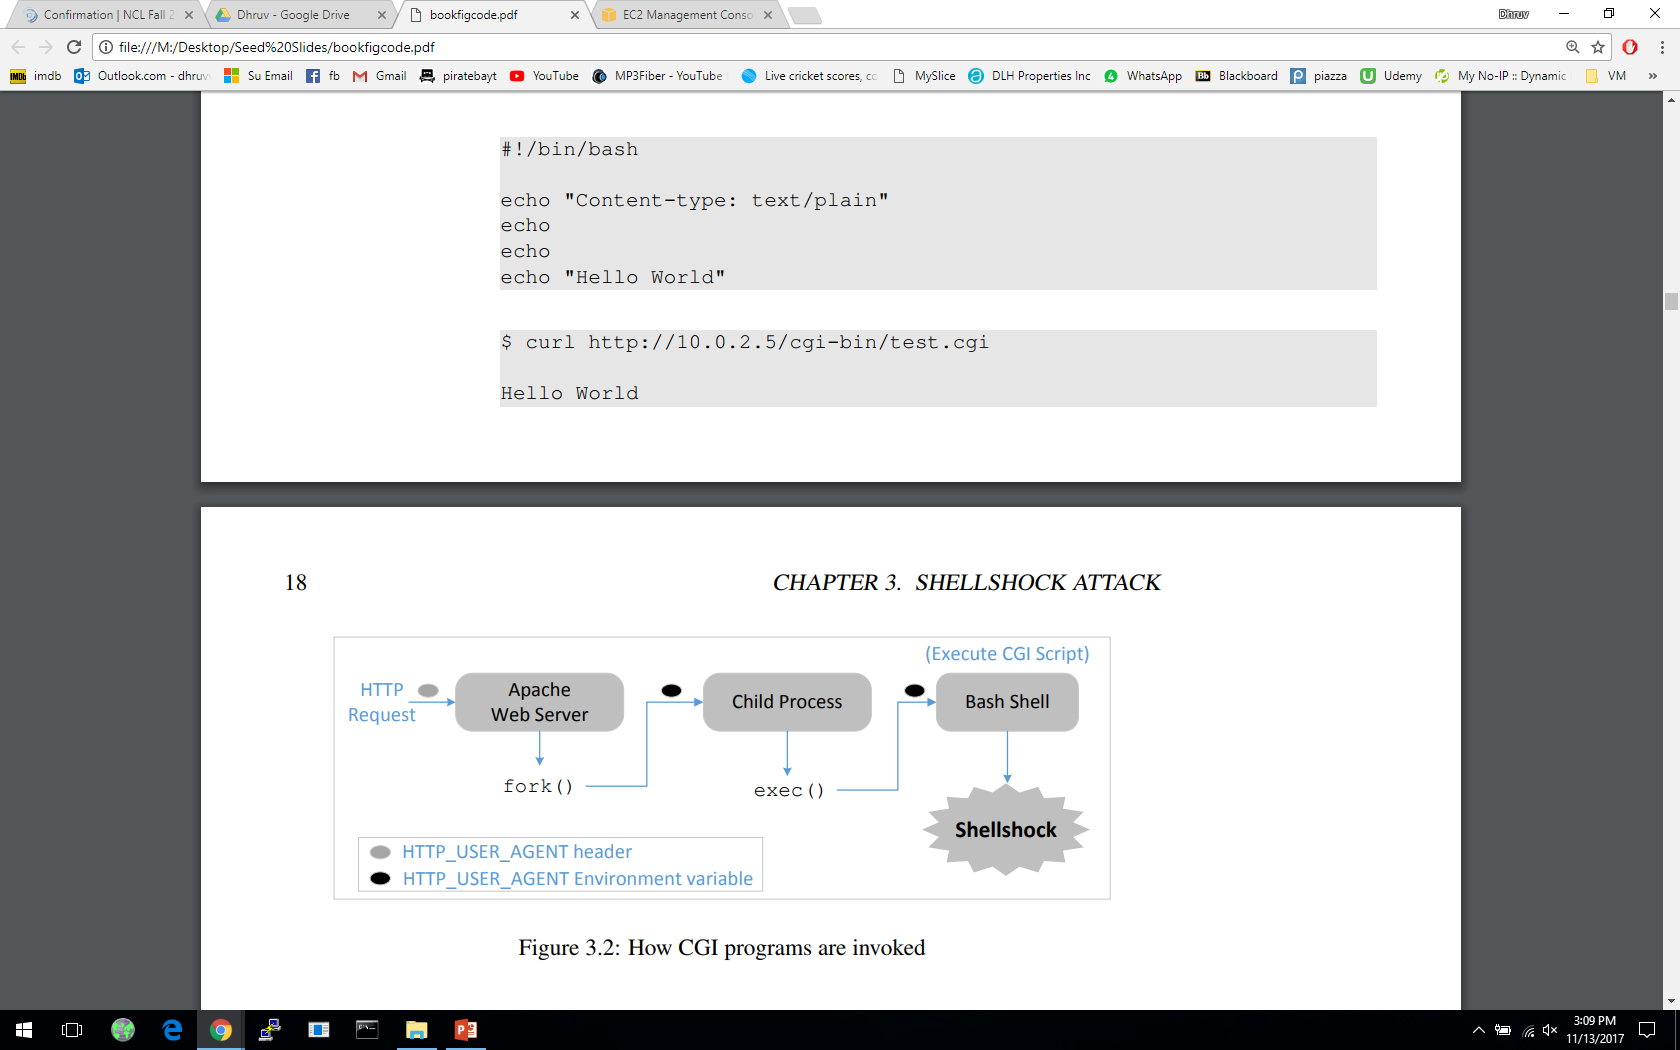 Confirmation | NCL Fall 2
Dhruv - Google Drive
bookfigcode.pdf
EC2 Management Conso
Dhruv
file:///M:/Desktop/Seed%20Slides/bookfigcode.pdf
IMDb imdb Outlook.com - dhruv Su Email fb Gmail piratebayt YouTube MP3Fiber - YouTube Live cricket scores, co MySlice DLH Properties Inc WhatsApp Bb Blackboard piazza Udemy My No-IP :: Dynamic VM »
#!/bin/bash
echo "Content-type: text/plain"
echo
echo
echo "Hello World"
$ curl http://10.0.2.5/cgi-bin/test.cgi
Hello World
18 CHAPTER 3. SHELLSHOCK ATTACK
(Execute CGI Script)
HTTP
Request
Apache
Web Server
Child Process
Bash Shell
fork()
exec()
Shellshock
HTTP_USER_AGENT header
HTTP_USER_AGENT Environment variable
Figure 3.2: How CGI programs are invoked
3:09 PM
11/13/2017